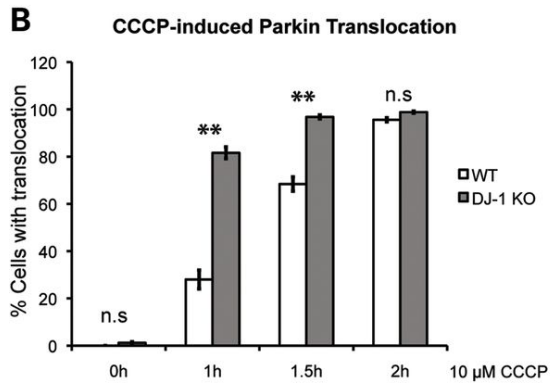 B
CCCP-induced Parkin Translocation
% Cells with translocation
120
100
80
60
40
20
0
n.s
**
**
n.s
WT
DJ-1 KO
0h 1h 1.5h 2h 10 µM CCCP